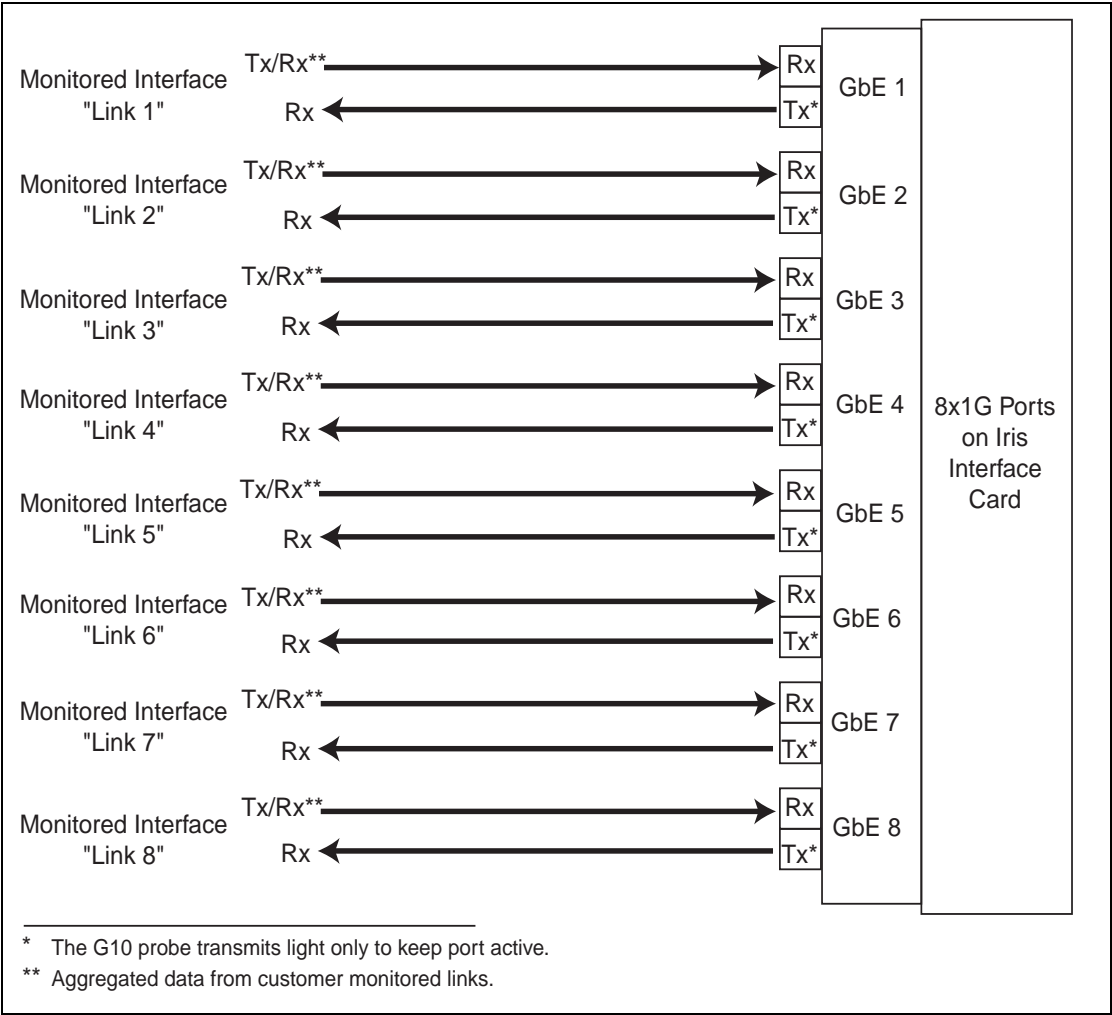 Monitored Interface
"Link 1"
Tx/Rx**
Rx
Rx
Tx*
GbE 1
Monitored Interface
"Link 2"
Tx/Rx**
Rx
Rx
Tx*
GbE 2
Monitored Interface
"Link 3"
Tx/Rx**
Rx
Rx
Tx*
GbE 3
Monitored Interface
"Link 4"
Tx/Rx**
Rx
Rx
Tx*
GbE 4
Monitored Interface
"Link 5"
Tx/Rx**
Rx
Rx
Tx*
GbE 5
Monitored Interface
"Link 6"
Tx/Rx**
Rx
Rx
Tx*
GbE 6
Monitored Interface
"Link 7"
Tx/Rx**
Rx
Rx
Tx*
GbE 7
Monitored Interface
"Link 8"
Tx/Rx**
Rx
Rx
Tx*
GbE 8
8x1G Ports
on Iris
Interface
Card
* The G10 probe transmits light only to keep port active.
** Aggregated data from customer monitored links.